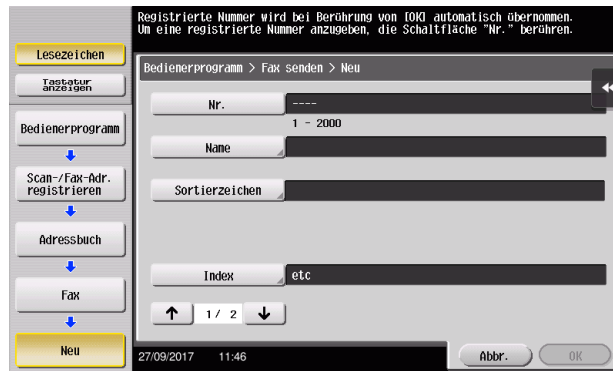 Registrierte Nummer wird bei Berührung von [OK] automatisch übernommen.
Um eine registrierte Nummer anzugeben, die Schaltfläche "Nr." berühren.
Lesezeichen
Tastatur
anzeigen
Bedienerprogramm
Scan-/Fax-Adr.
registrieren
Adressbuch
Fax
Neu
Bedienerprogramm > Fax senden > Neu
Nr.
----
1 - 2000
Name
Sortierzeichen
Index
etc
1/ 2
27/09/2017 11:46
Abbr.
OK